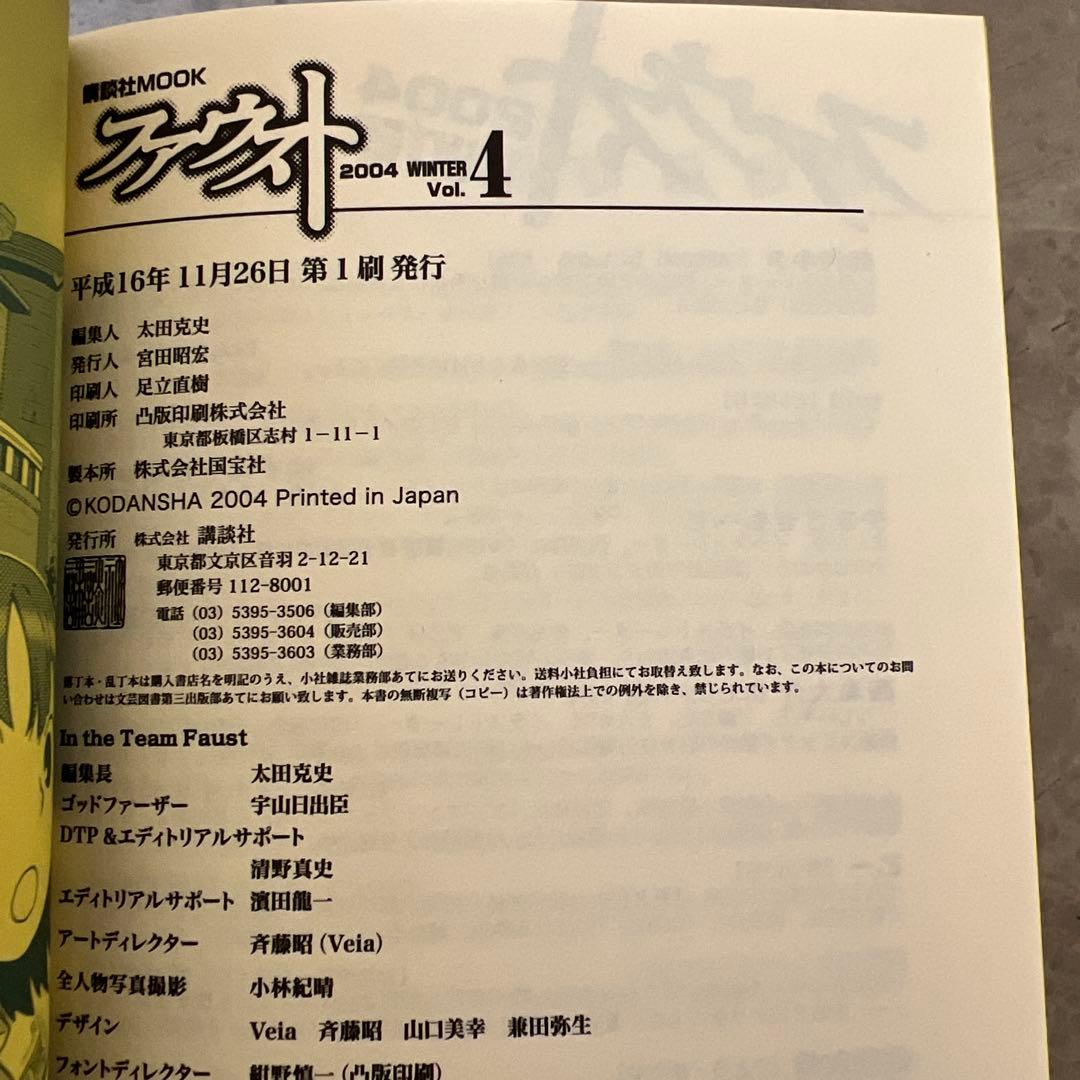 講談社MOOK
ファウスト 2004 WINTER Vol.4
平成16年11月26日 第1刷発行
編集人 太田克史
発行人 宮田昭宏
印刷人 足立直樹
印刷所 凸版印刷株式会社
東京都板橋区志村 1-11-1
製本所 株式会社国宝社
©KODANSHA 2004 Printed in Japan
発行所 株式会社 講談社
東京都文京区音羽 2-12-21
郵便番号 112-8001
電話 (03) 5395-3506(編集部)
(03) 5395-3604(販売部)
(03) 5395-3603(業務部)
落丁本・乱丁本は購入書店名を明記のうえ、小社雑誌業務部あてにお送りください。送料小社負担にてお取替え致します。なお、この本についてのお問
い合わせは文芸図書第三出版部あてにお願い致します。本書の無断複写(コピー)は著作権法上での例外を除き、禁じられています。
In the Team Faust
編集長 太田克史
ゴッドファーザー 宇山日出臣
DTP&エディトリアルサポート
清野真史
エディトリアルサポート 濱田龍一
アートディレクター 斉藤昭(Veia)
全人物写真撮影 小林紀晴
デザイン Veia 斉藤昭 山口美幸 兼田弥生
フォントディレクター 紺野慎一(凸版印刷)